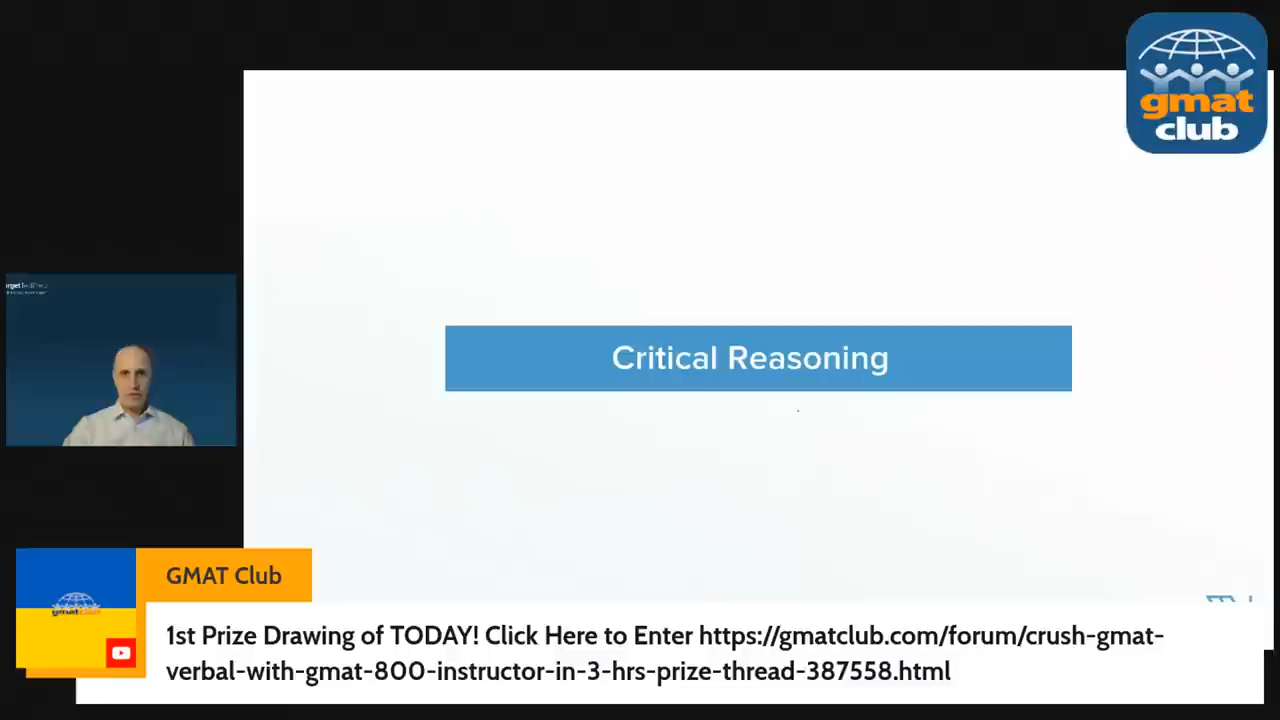 gmat
club
Critical Reasoning
GMAT Club
gmatclub
1st Prize Drawing of TODAY! Click Here to Enter https://gmatclub.com/forum/crush-gmat-
verbal-with-gmat-800-instructor-in-3-hrs-prize-thread-387558.html